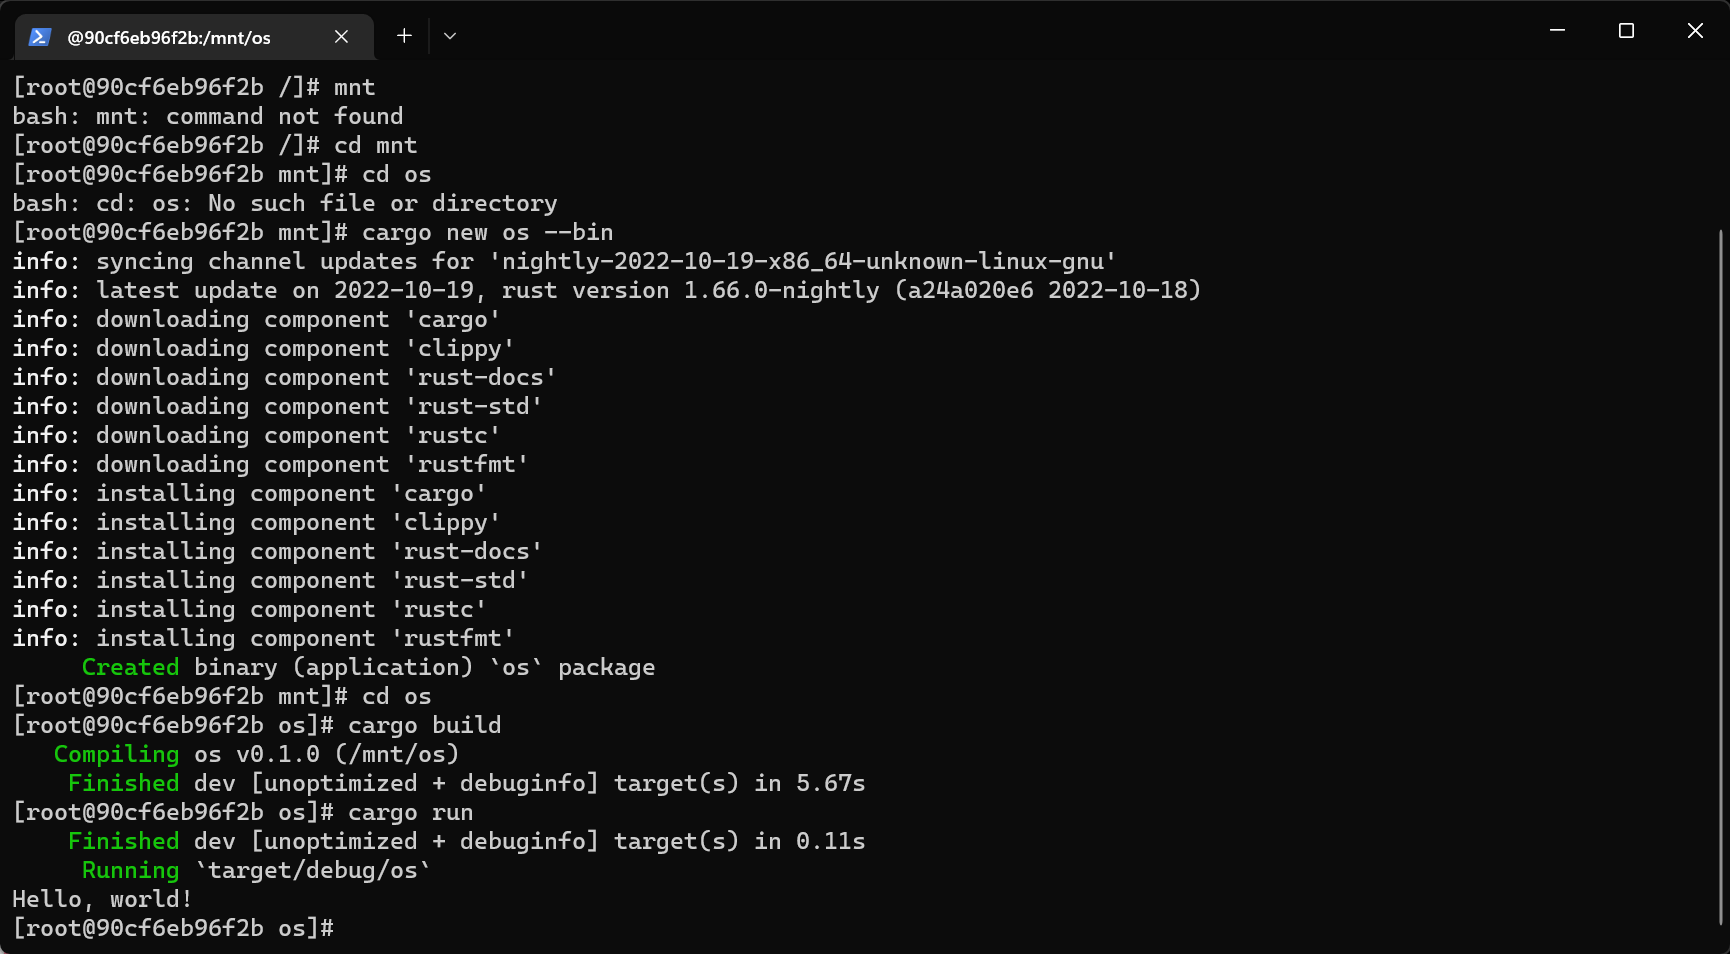 @90cf6eb96f2b:/mnt/os
[root@90cf6eb96f2b /]# mnt
bash: mnt: command not found
[root@90cf6eb96f2b /]# cd mnt
[root@90cf6eb96f2b mnt]# cd os
bash: cd: os: No such file or directory
[root@90cf6eb96f2b mnt]# cargo new os --bin
info: syncing channel updates for 'nightly-2022-10-19-x86_64-unknown-linux-gnu'
info: latest update on 2022-10-19, rust version 1.66.0-nightly (a24a020e6 2022-10-18)
info: downloading component 'cargo'
info: downloading component 'clippy'
info: downloading component 'rust-docs'
info: downloading component 'rust-std'
info: downloading component 'rustc'
info: downloading component 'rustfmt'
info: installing component 'cargo'
info: installing component 'clippy'
info: installing component 'rust-docs'
info: installing component 'rust-std'
info: installing component 'rustc'
info: installing component 'rustfmt'
     Created binary (application) `os` package
[root@90cf6eb96f2b mnt]# cd os
[root@90cf6eb96f2b os]# cargo build
   Compiling os v0.1.0 (/mnt/os)
    Finished dev [unoptimized + debuginfo] target(s) in 5.67s
[root@90cf6eb96f2b os]# cargo run
    Finished dev [unoptimized + debuginfo] target(s) in 0.11s
     Running `target/debug/os`
Hello, world!
[root@90cf6eb96f2b os]#